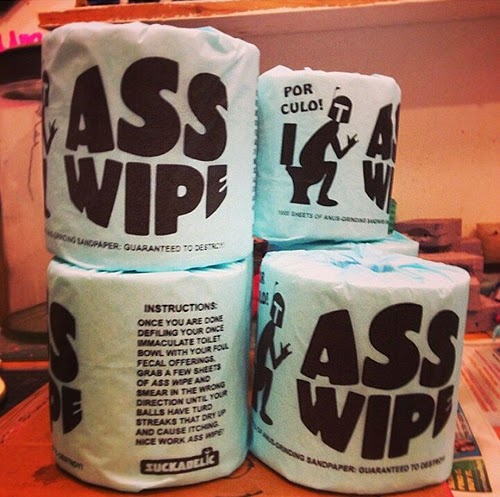 ASS
WIPE
GRINDING SANDPAPER: GUARANTEED TO DESTROY!
POR
CULO!
ASS
WIPE
1000 SHEETS OF ANUS-GRINDING
INSTRUCTIONS:
ONCE YOU ARE DONE
DEFILING YOUR ONCE
IMMACULATE TOILET
BOWL WITH YOUR FOUL
FECAL OFFERINGS,
GRAB A FEW SHEETS
OF ASS WIPE AND
SMEAR IN THE WRONG
DIRECTION UNTIL YOUR
BALLS HAVE TURD
STREAKS THAT DRY UP
AND CAUSE ITCHING.
NICE WORK ASS WIPE!
SUCKADELIC
ASS
WIPE
OF ANUS-GRINDING SANDPAPER: GUARANTEED TO DESTROY!